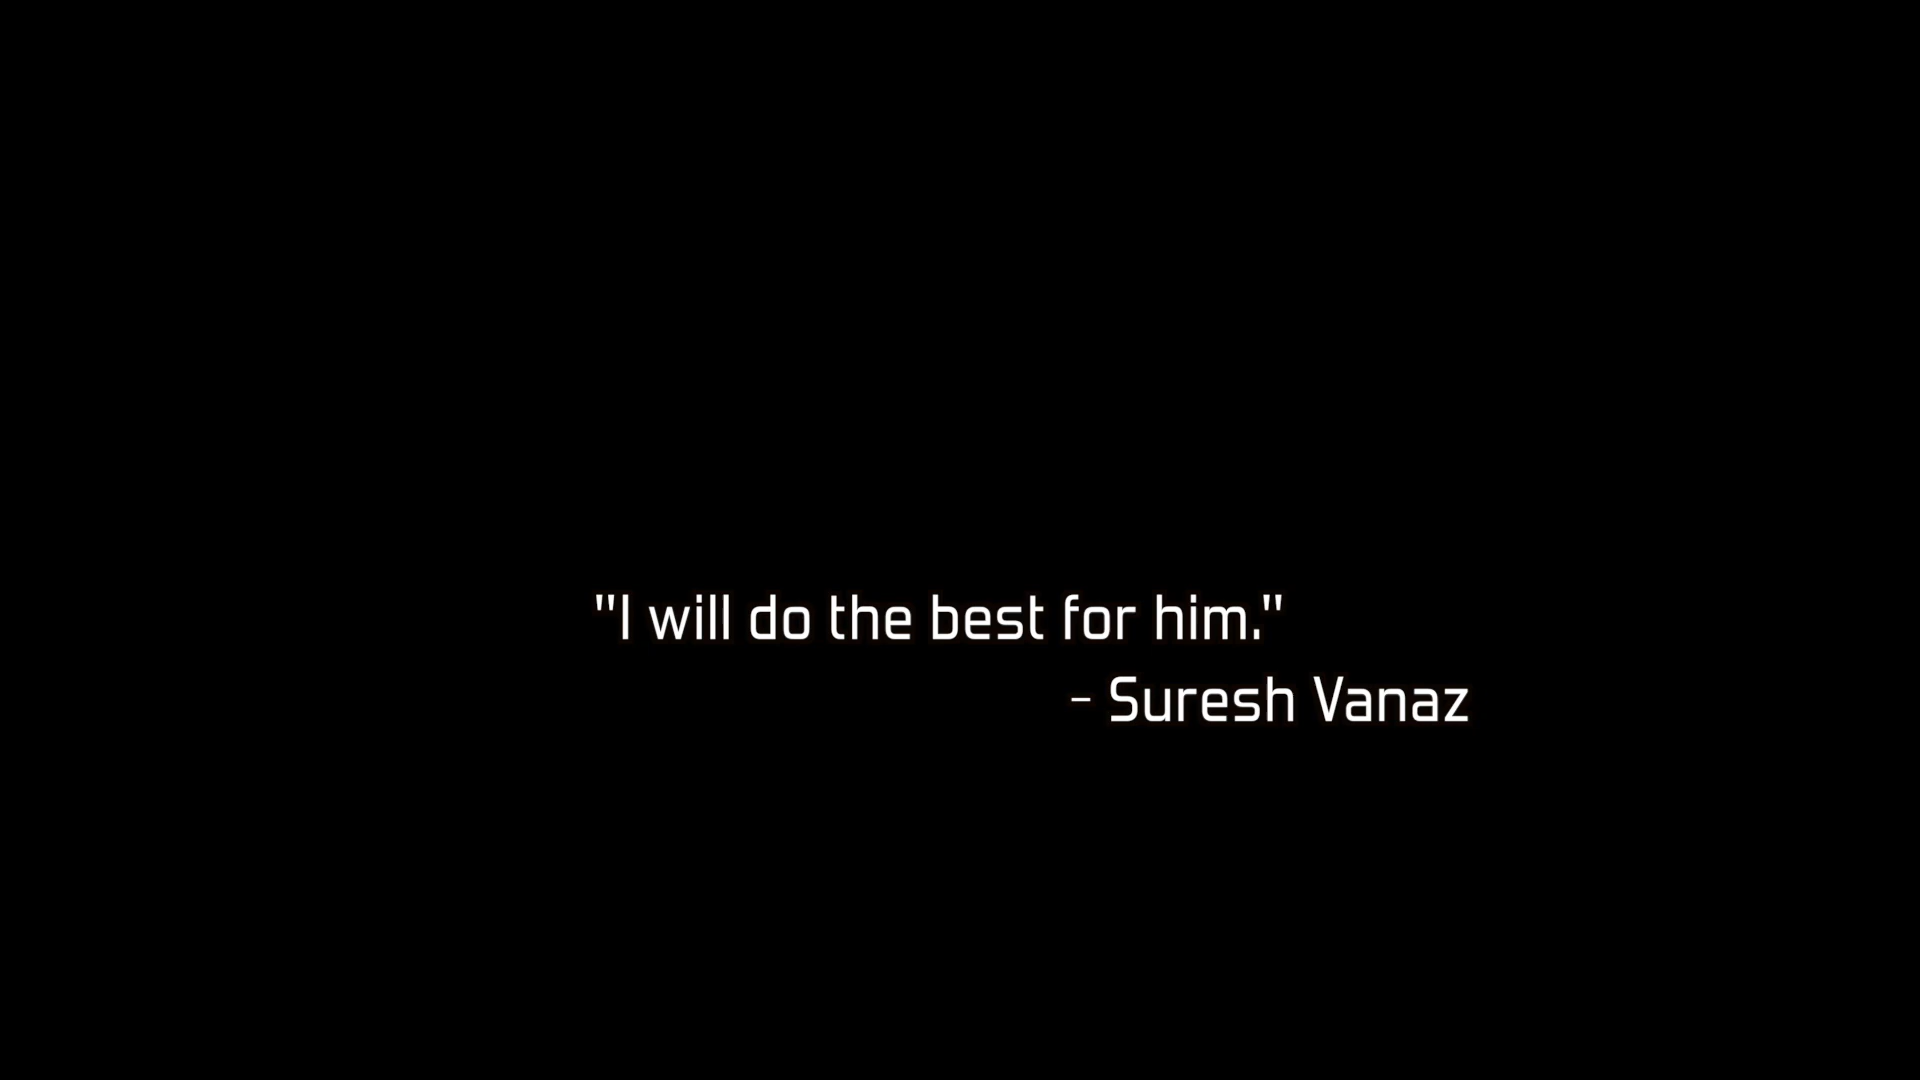 "I will do the best for him."
- Suresh Vanaz